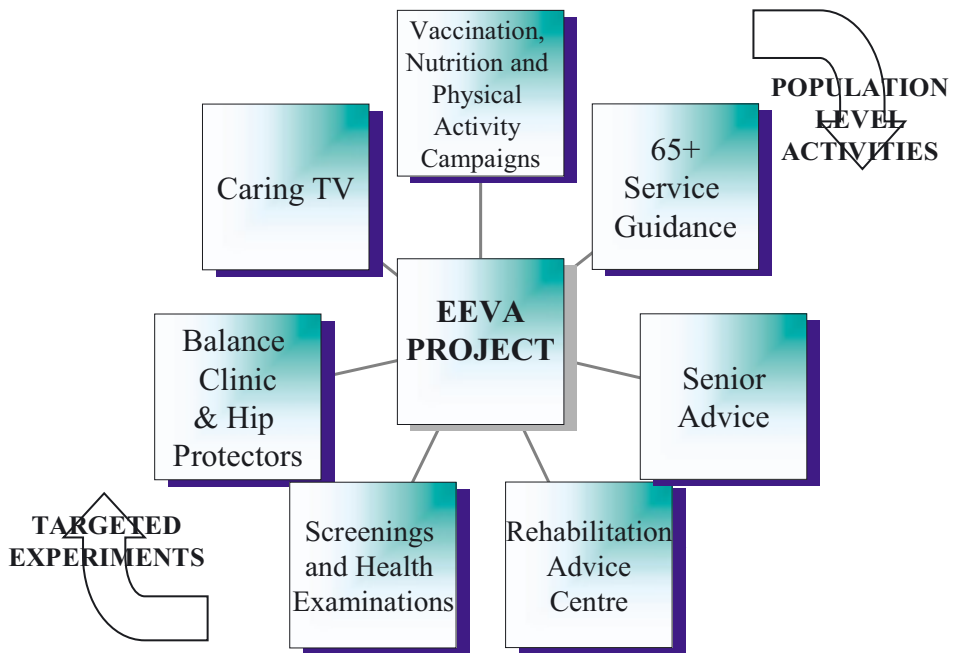 Vaccination,
Nutrition and
Physical
Activity
Campaigns
POPULATION
LEVEL
ACTIVITIES
Caring TV
65+
Service
Guidance
EEVA
PROJECT
Balance
Clinic
& Hip
Protectors
Senior
Advice
TARGETED
EXPERIMENTS
Screenings
and Health
Examinations
Rehabilitation
Advice
Centre